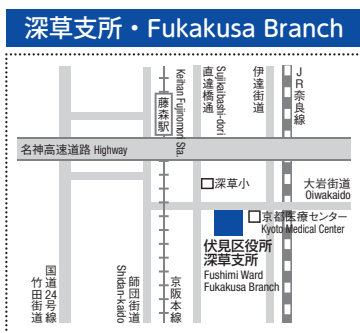 深草支所・Fukakusa Branch
藤森駅
Keihan Fujinomori Sta.
直違橋通
Sujikaibashi-dori
伊達街道
JR奈良線
名神高速道路 Highway
深草小
大岩街道
Oiwakaido
京都医療センター
Kyoto Medical Center
伏見区役所
深草支所
Fushimi Ward
Fukakusa Branch
国道24号線
竹田街道
師団街道
Shidan-kaido
京阪本線